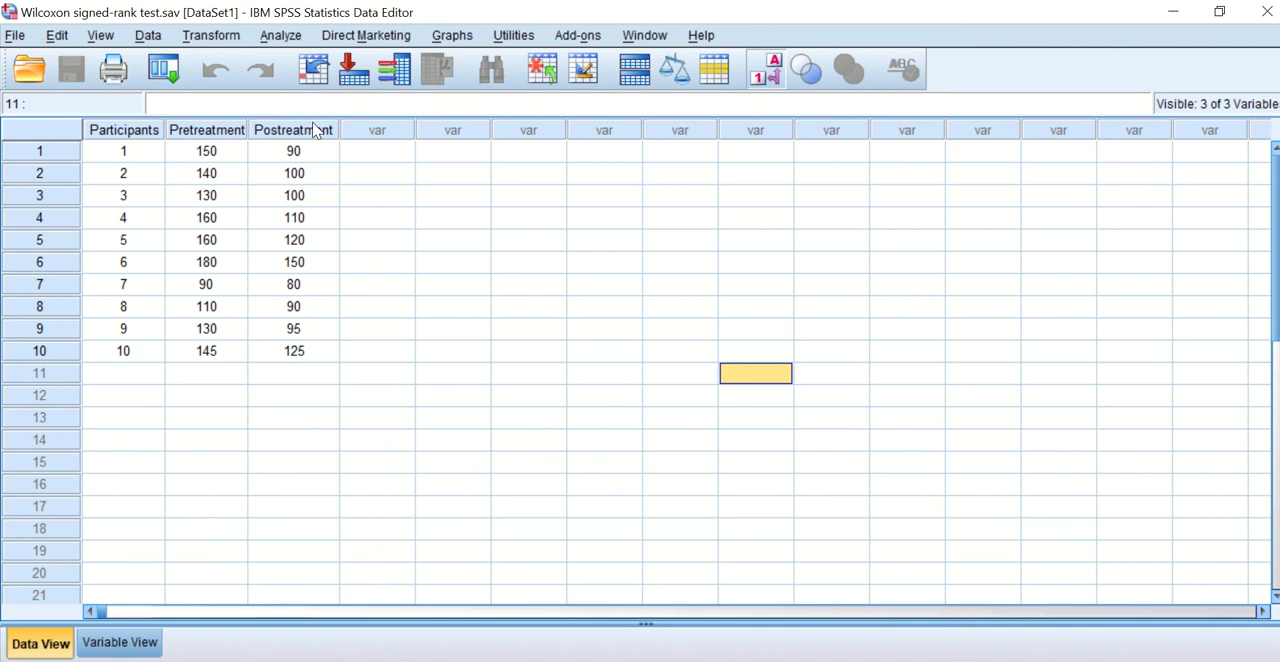 Wilcoxon signed-rank test.sav [DataSet1] - IBM SPSS Statistics Data Editor
File Edit View Data Transform Analyze Direct Marketing Graphs Utilities Add-ons Window Help
1 A ABC
11 : Visible: 3 of 3 Variable
Participants Pretreatment Postreatment var var var var var var var var var var var var
1 1 150 90
2 2 140 100
3 3 130 100
4 4 160 110
5 5 160 120
6 6 180 150
7 7 90 80
8 8 110 90
9 9 130 95
10 10 145 125
11
12
13
14
15
16
17
18
19
20
21
Data View Variable View